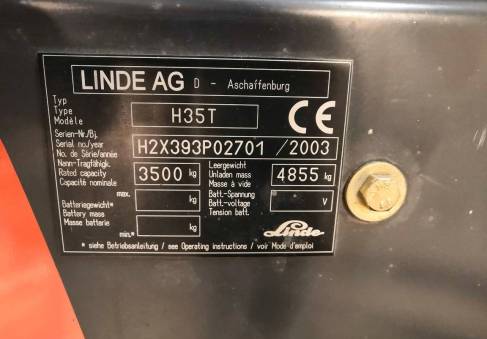 LINDE AG D - Aschaffenburg
Typ
Type H35T CE
Modèle
Serien-Nr/Bj.
Serial no./year H2X393P02701 / 2003
No. de Série/année
Nenn-Tragfähigk. Leergewicht
Rated capacity 3500 kg Unladen mass 4855 kg
Capacité nominale Masse à vide
max. kg Batt.-Spannung
Batteriegewicht* Batt.-voltage V
Battery mass Tension batt.
Masse batterie
min.* kg Linde
* siehe Betriebsanleitung / see Operating instructions / voir Mode d'emploi